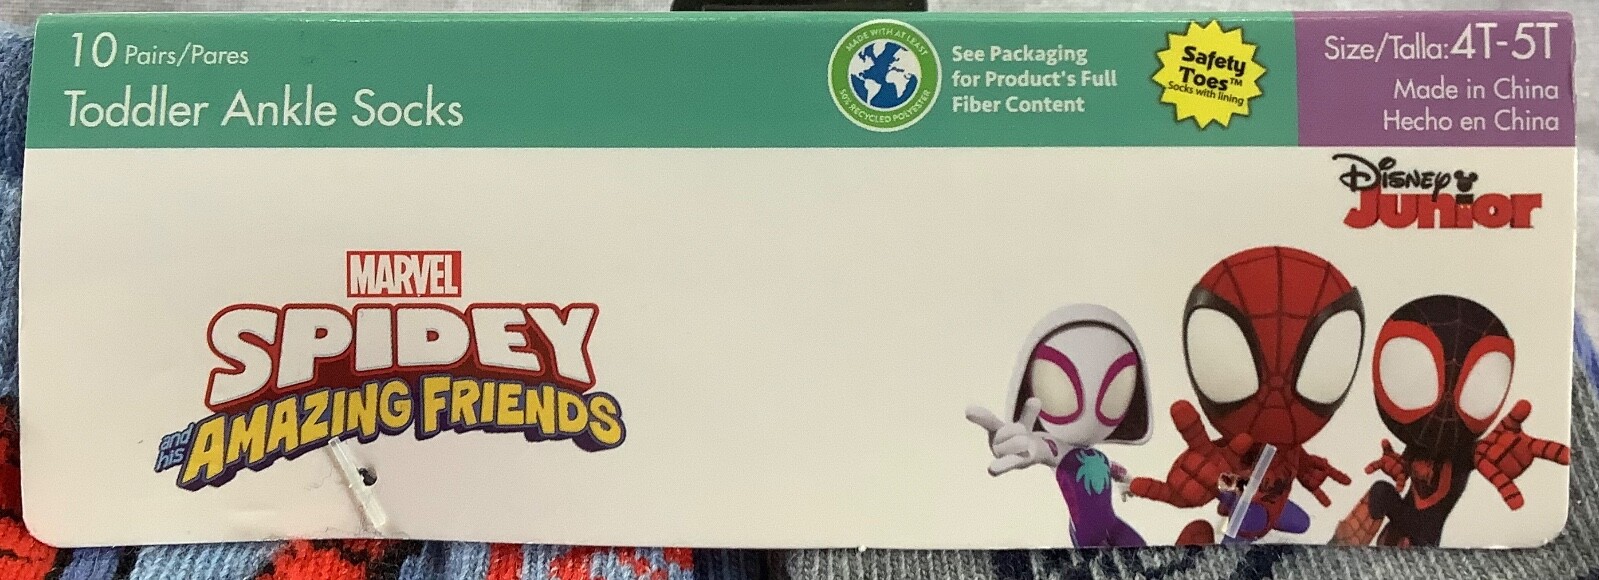 10 Pairs/Pares
Toddler Ankle Socks
MADE WITH AT LEAST
50% RECYCLED POLYESTER
See Packaging
for Product's Full
Fiber Content
Safety
Toes™
Socks with lining
Size/Talla:4T-5T
Made in China
Hecho en China
Disney
Junior
MARVEL
SPIDEY
and his AMAZING FRIENDS